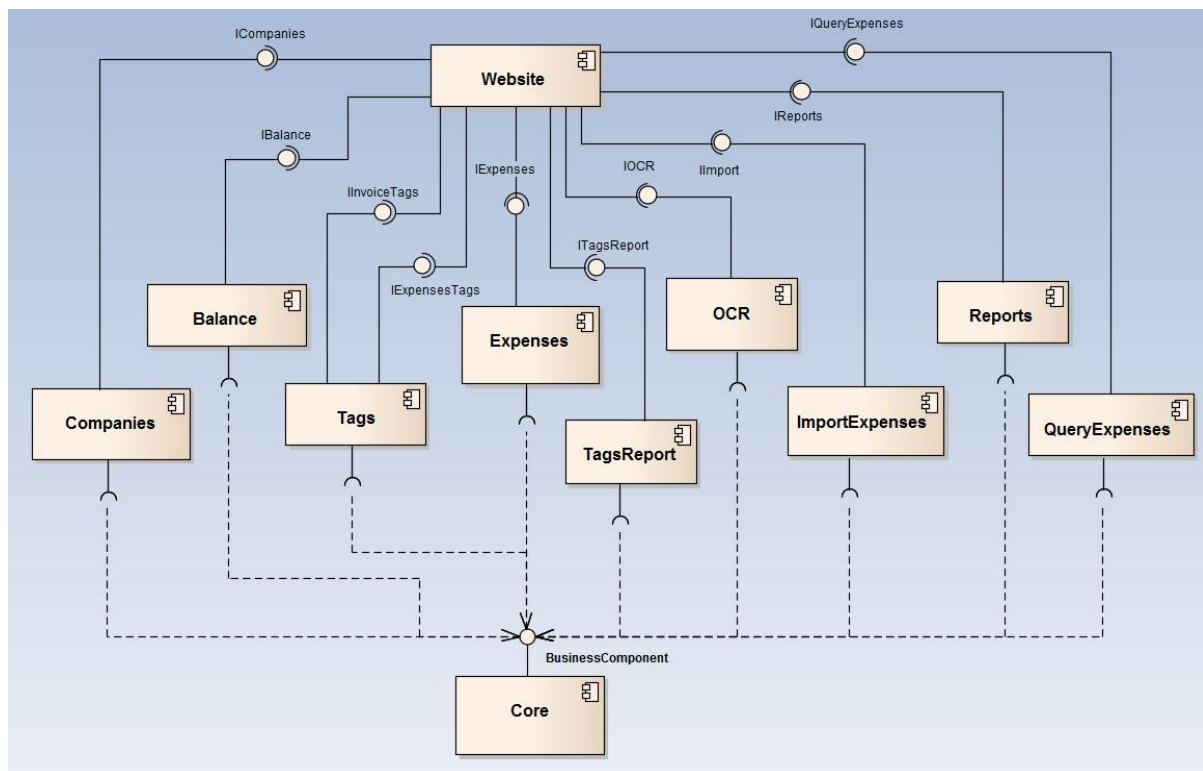 IQueryExpenses
ICompanies
Website
IReports
IBalance
IExpenses
IOCR
IImport
IInvoiceTags
ITagsReport
IExpensesTags
Balance
OCR
Reports
Expenses
Companies
Tags
ImportExpenses
QueryExpenses
TagsReport
BusinessComponent
Core